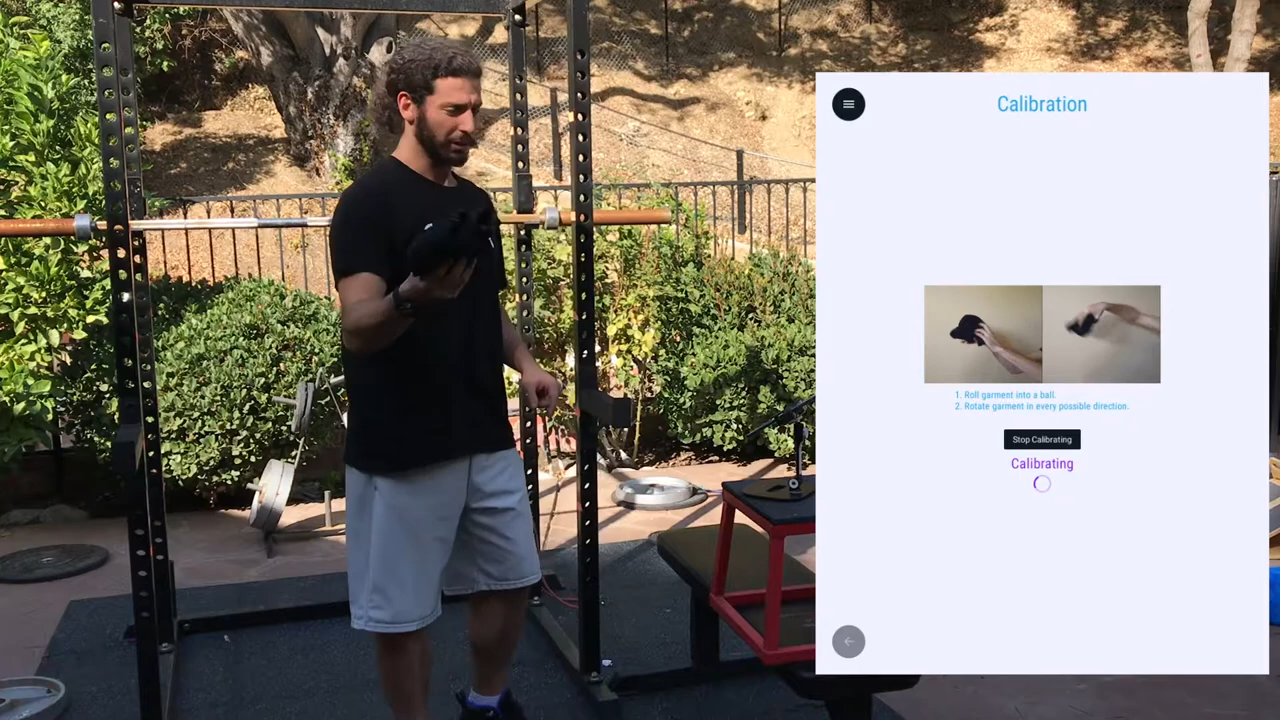 Calibration
1. Roll garment into a ball.
2. Rotate garment in every possible direction.
Stop Calibrating
Calibrating